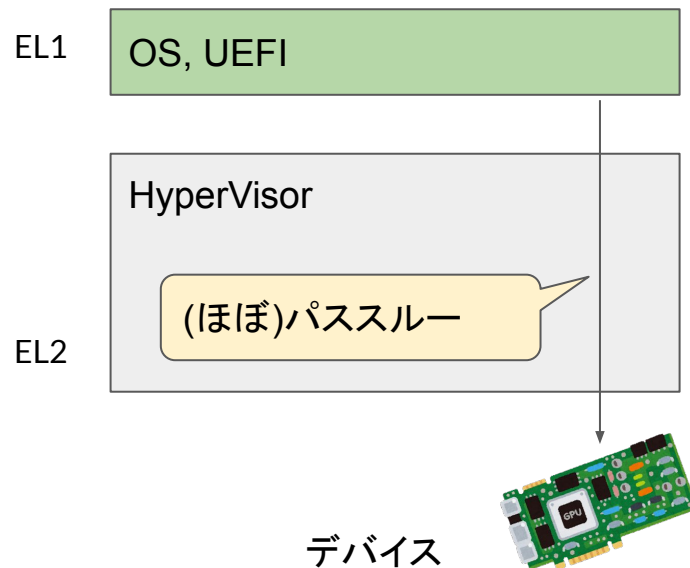 EL1
OS, UEFI
HyperVisor
(ほぼ)パススルー
EL2
GPU
デバイス